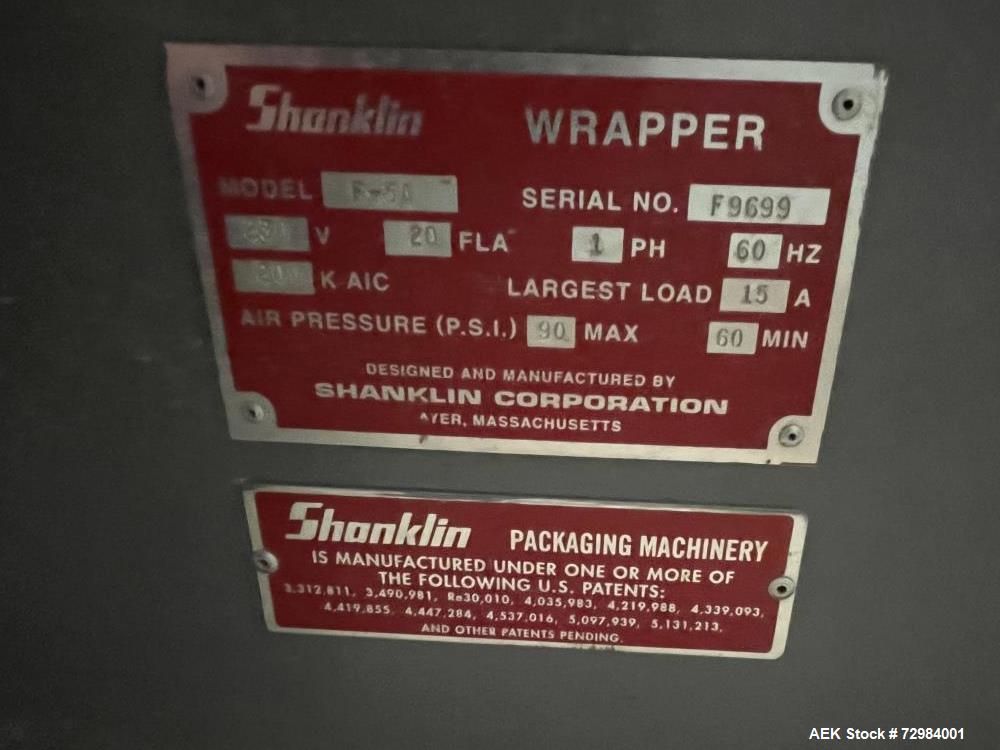 Shanklin WRAPPER
MODEL F-5A SERIAL NO. F9699
230 V 20 FLA 1 PH 60 HZ
K AIC LARGEST LOAD 15 A
AIR PRESSURE (P.S.I.) 90 MAX 60 MIN
DESIGNED AND MANUFACTURED BY
SHANKLIN CORPORATION
AYER, MASSACHUSETTS
Shanklin PACKAGING MACHINERY
IS MANUFACTURED UNDER ONE OR MORE OF
THE FOLLOWING U.S. PATENTS:
3,312,811, 3,490,981, Re30,010, 4,035,983, 4,219,988, 4,339,093,
4,419,855, 4,447,284, 4,537,016, 5,097,939, 5,131,213,
AND OTHER PATENTS PENDING.
AEK Stock # 72984001